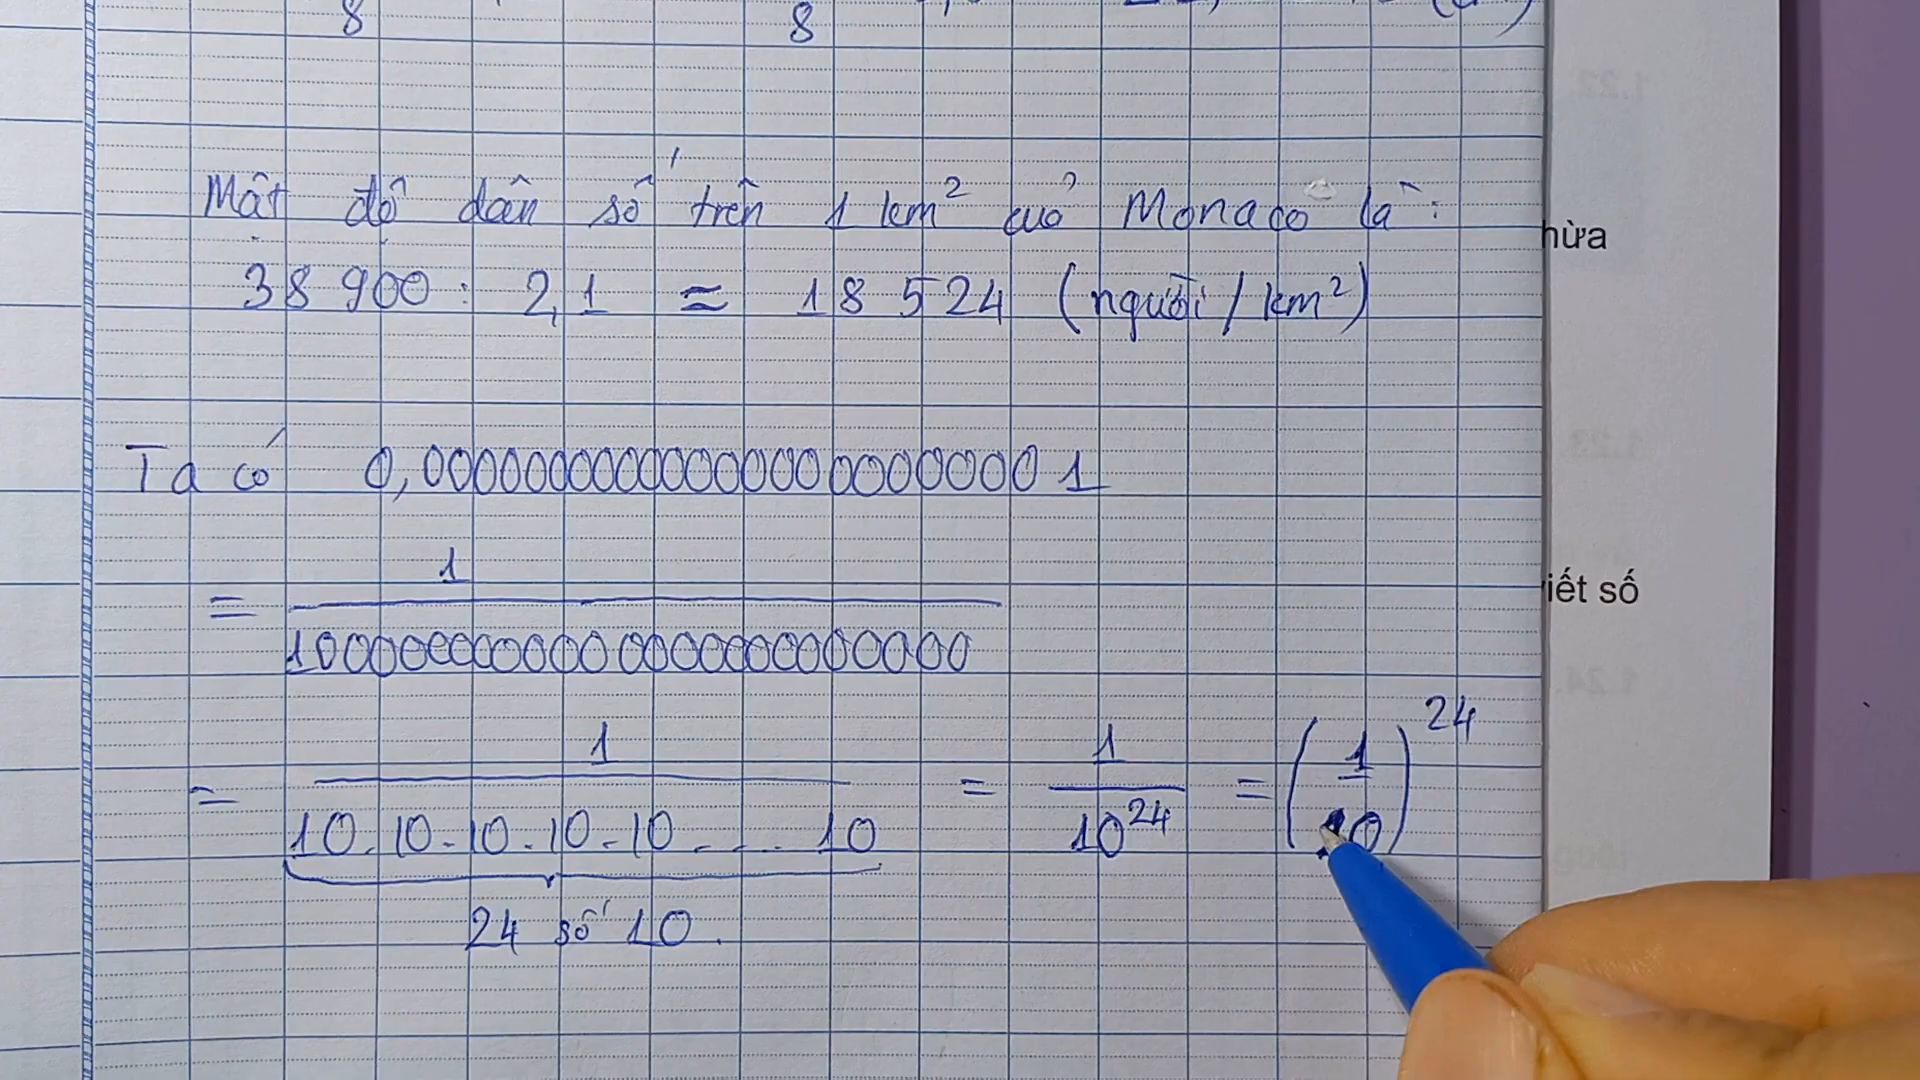 8 8
Mật độ dân số trên 1 km² của Monaco là :
38 900 : 2,1 ≈ 18 524 (người / km²)
hừa
Ta có 0,000000000000000000000001
= 1
1000000000000000000000000
iết số
= 1 / 10.10.10.10.10. ... 10 = 1 / 10²⁴ = (1 / 10)²⁴
24 số 10.